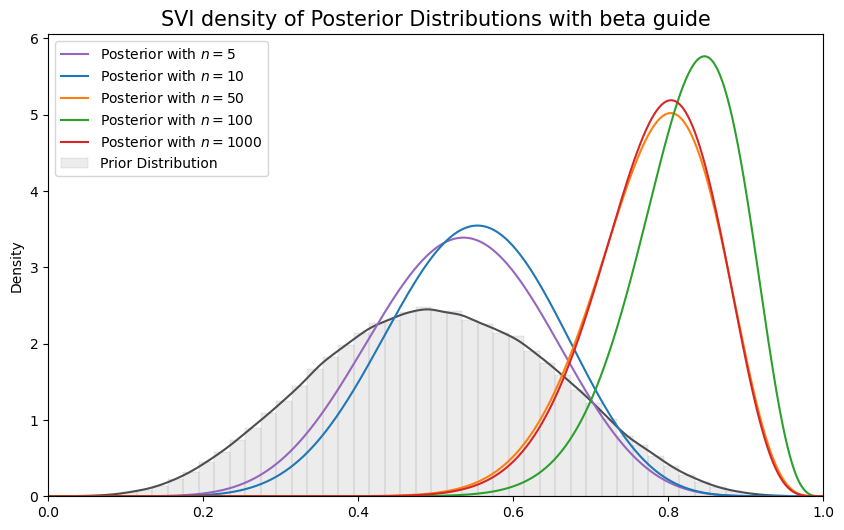 SVI density of Posterior Distributions with beta guide
Posterior with n = 5
Posterior with n = 10
Posterior with n = 50
Posterior with n = 100
Posterior with n = 1000
Prior Distribution
Density
6
5
4
3
2
1
0
0.0 0.2 0.4 0.6 0.8 1.0